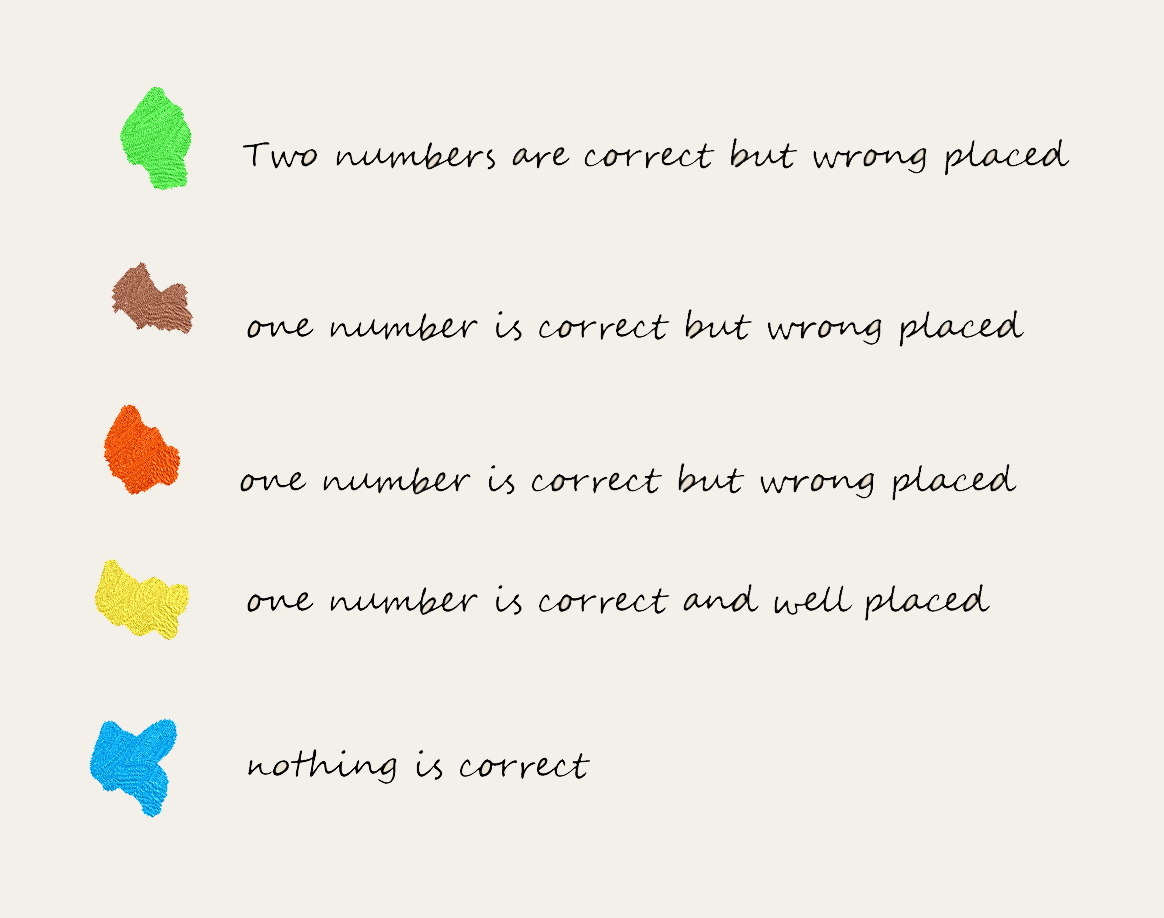 Two numbers are correct but wrong placed
one number is correct but wrong placed
one number is correct but wrong placed
one number is correct and well placed
nothing is correct